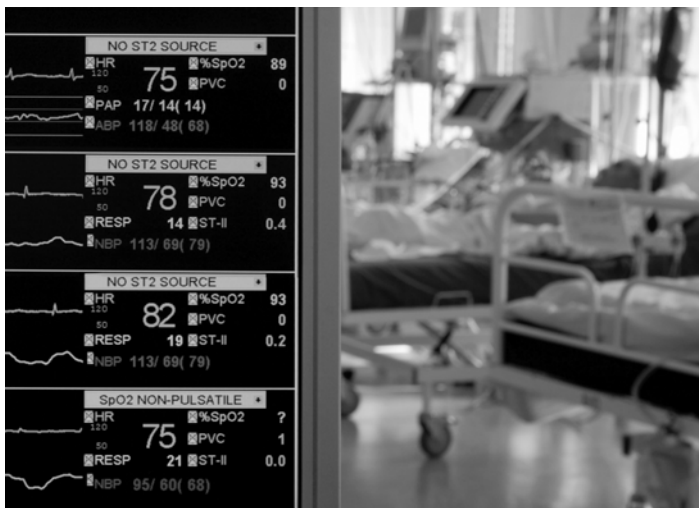 NO ST2 SOURCE *
HR %SpO2 89
120 75 PVC 0
50
PAP 17/ 14( 14)
ABP 118/ 48( 68)
NO ST2 SOURCE *
HR %SpO2 93
120 78 PVC 0
50
RESP 14 ST-II 0.4
NBP 113/ 69( 79)
NO ST2 SOURCE *
HR %SpO2 93
120 82 PVC 0
50
RESP 19 ST-II 0.2
NBP 113/ 69( 79)
SpO2 NON-PULSATILE *
HR %SpO2 ?
120 75 PVC 1
50
RESP 21 ST-II 0.0
NBP 95/ 60( 68)